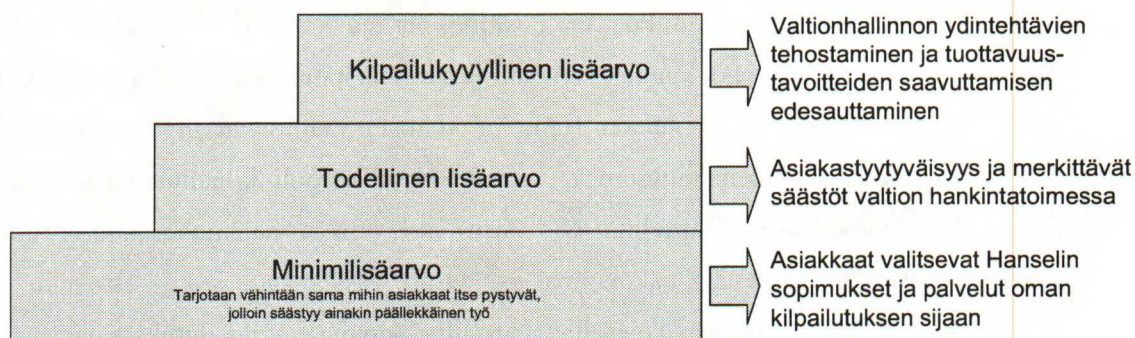 Kilpailukyvyllinen lisäarvo
Valtionhallinnon ydintehtävien
tehostaminen ja tuottavuus-
tavoitteiden saavuttamisen
edesauttaminen
Todellinen lisäarvo
Asiakastyytyväisyys ja merkittävät
säästöt valtion hankintatoimessa
Minimilisäarvo
Tarjotaan vähintään sama mihin asiakkaat itse pystyvät,
jolloin säästyy ainakin päällekkäinen työ
Asiakkaat valitsevat Hanselin
sopimukset ja palvelut oman
kilpailutuksen sijaan